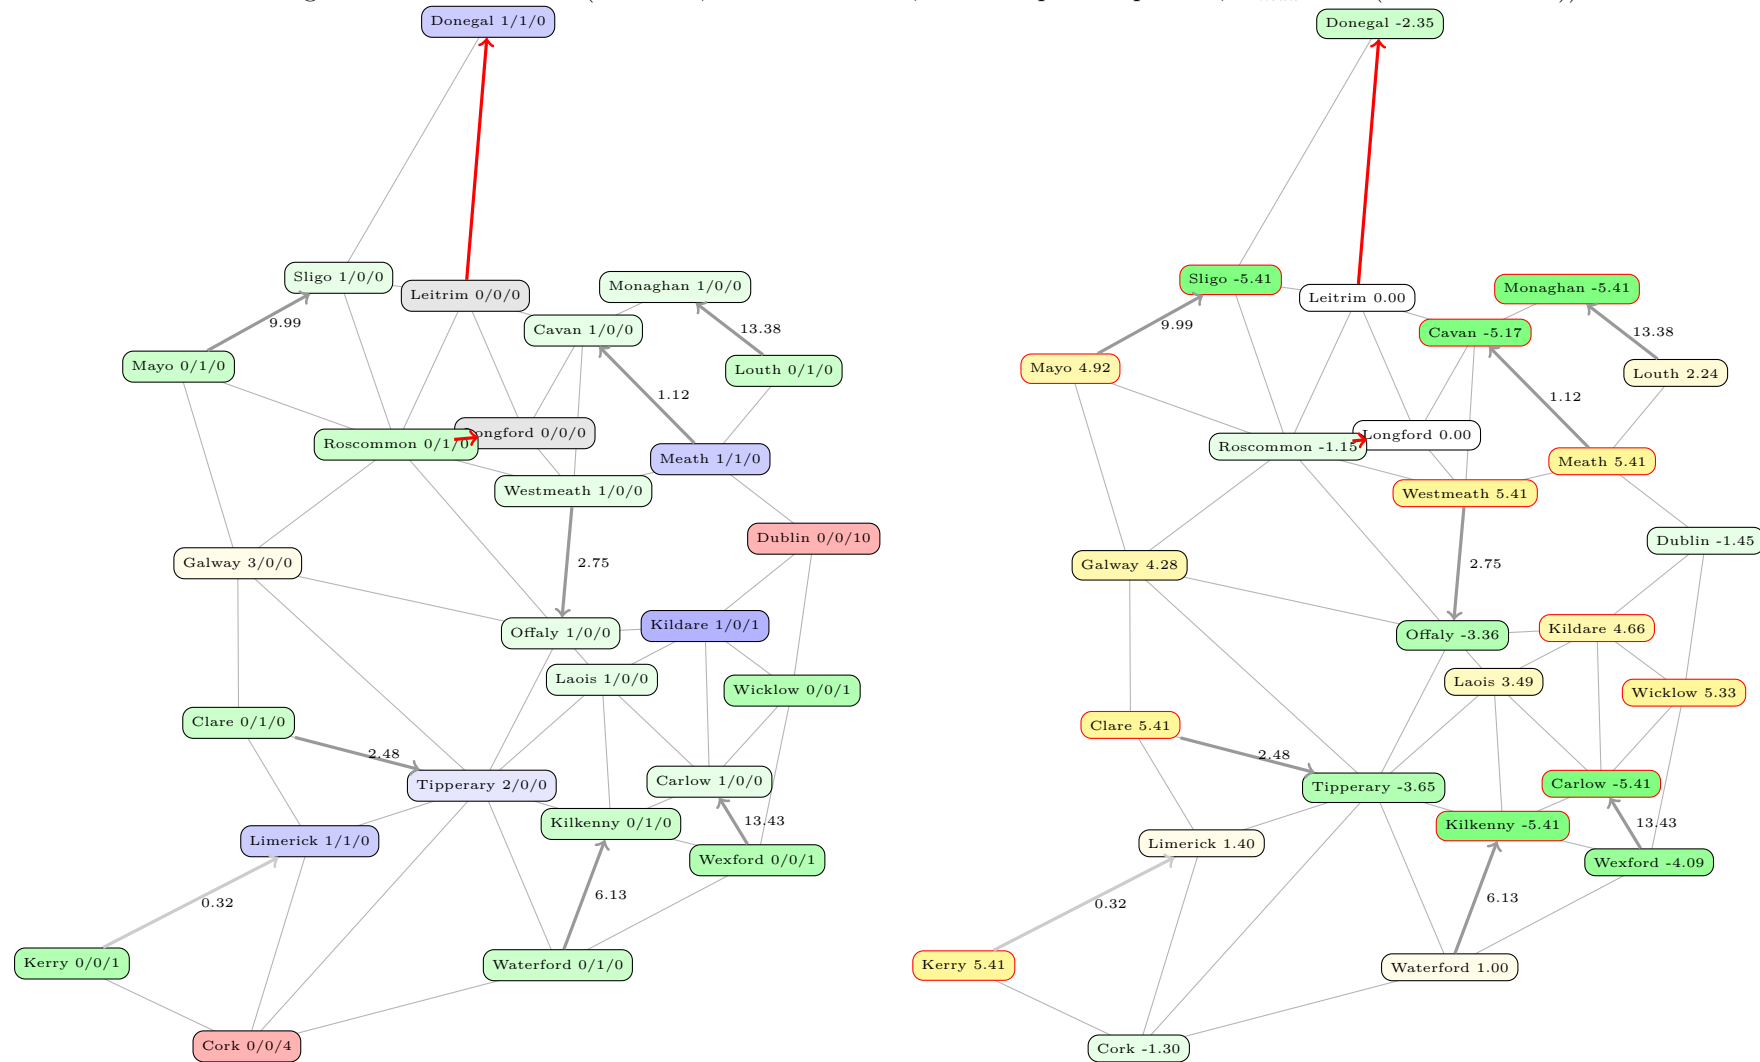 Donegal 1/1/0
Sligo 1/0/0
Leitrim 0/0/0
Monaghan 1/0/0
9.99
Cavan 1/0/0
13.38
Mayo 0/1/0
Louth 0/1/0
1.12
Roscommon 0/1/0
Longford 0/0/0
Meath 1/1/0
Westmeath 1/0/0
Dublin 0/0/10
Galway 3/0/0
2.75
Offaly 1/0/0
Kildare 1/0/1
Laois 1/0/0
Wicklow 0/0/1
Clare 0/1/0
2.48
Tipperary 2/0/0
Carlow 1/0/0
Kilkenny 0/1/0
13.43
Limerick 1/1/0
Wexford 0/0/1
6.13
0.32
Kerry 0/0/1
Waterford 0/1/0
Cork 0/0/4
Donegal -2.35
Sligo -5.41
Leitrim 0.00
Monaghan -5.41
9.99
Cavan -5.17
13.38
Mayo 4.92
Louth 2.24
1.12
Roscommon -1.15
Longford 0.00
Meath 5.41
Westmeath 5.41
Dublin -1.45
Galway 4.28
2.75
Offaly -3.36
Kildare 4.66
Laois 3.49
Wicklow 5.33
Clare 5.41
2.48
Tipperary -3.65
Carlow -5.41
Kilkenny -5.41
13.43
Limerick 1.40
Wexford -4.09
6.13
0.32
Kerry 5.41
Waterford 1.00
Cork -1.30